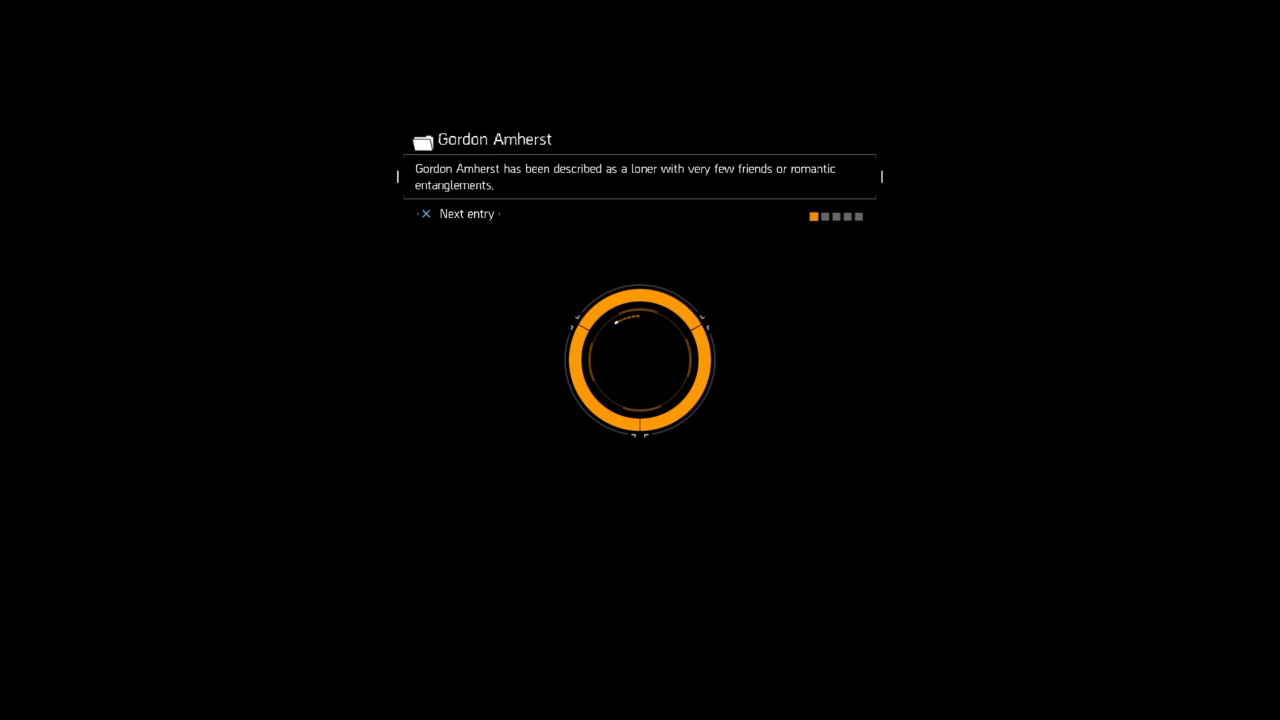 Gordon Amherst
Gordon Amherst has been described as a loner with very few friends or romantic
entanglements.
Next entry